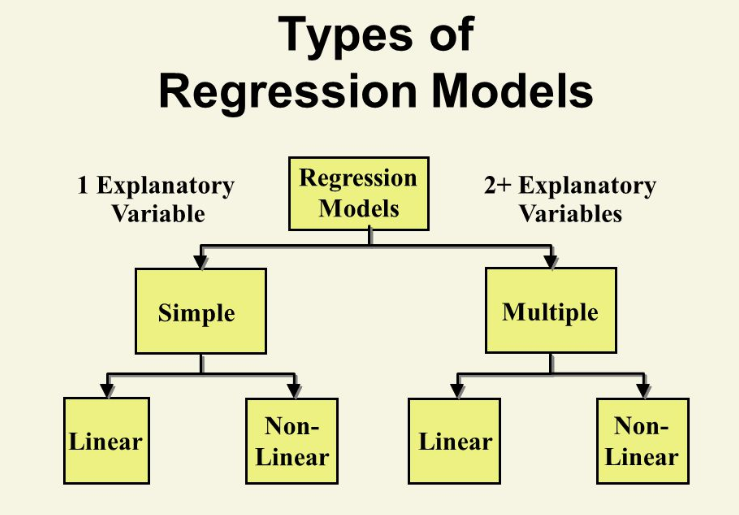 Types of
Regression Models
1 Explanatory
Variable
Regression
Models
2+ Explanatory
Variables
Simple
Multiple
Linear
Non-
Linear
Linear
Non-
Linear